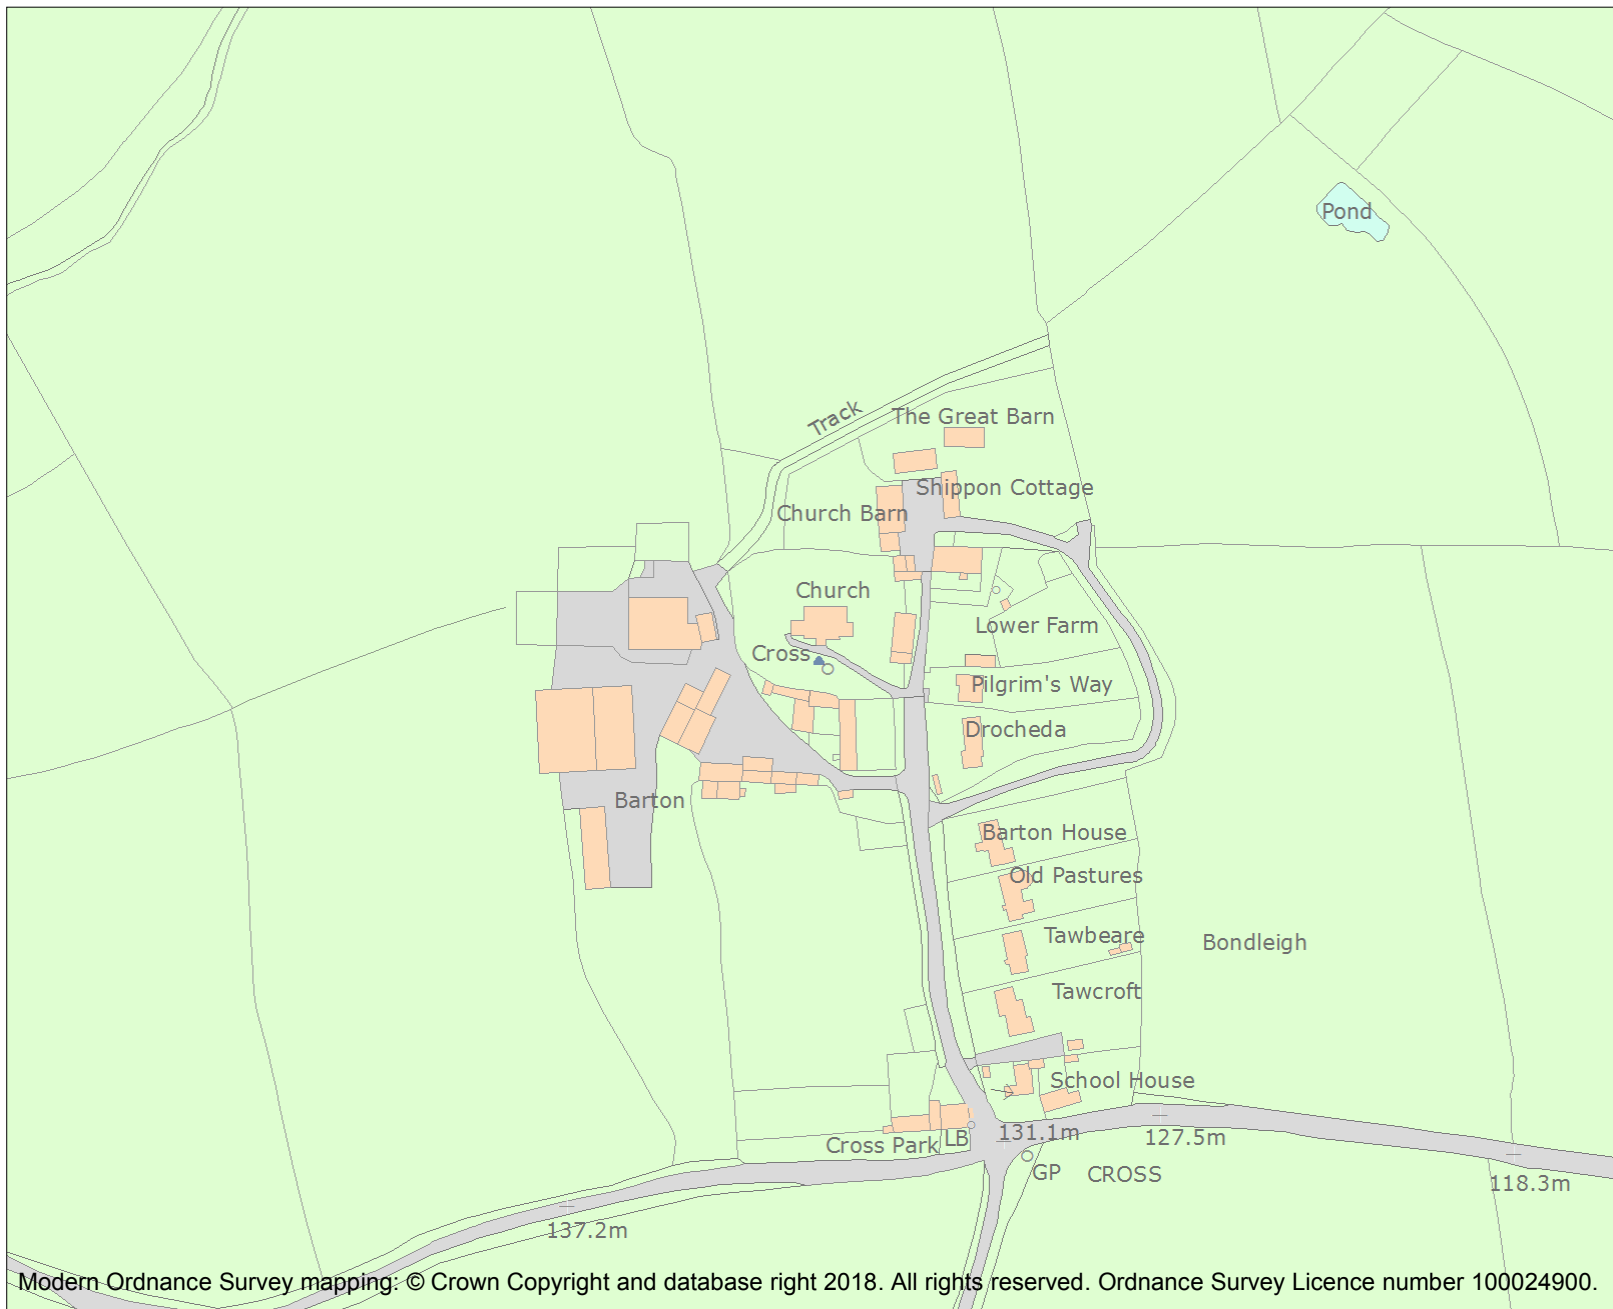 Pond
Track
The Great Barn
Shippon Cottage
Church Barn
Church
Lower Farm
Cross
Pilgrim's Way
Drocheda
Barton
Barton House
Old Pastures
Tawbeare
Bondleigh
Tawcroft
School House
131.1m
127.5m
LB
Cross Park
GP
CROSS
118.3m
137.2m
Modern Ordnance Survey mapping: © Crown Copyright and database right 2018. All rights reserved. Ordnance Survey Licence number 100024900.